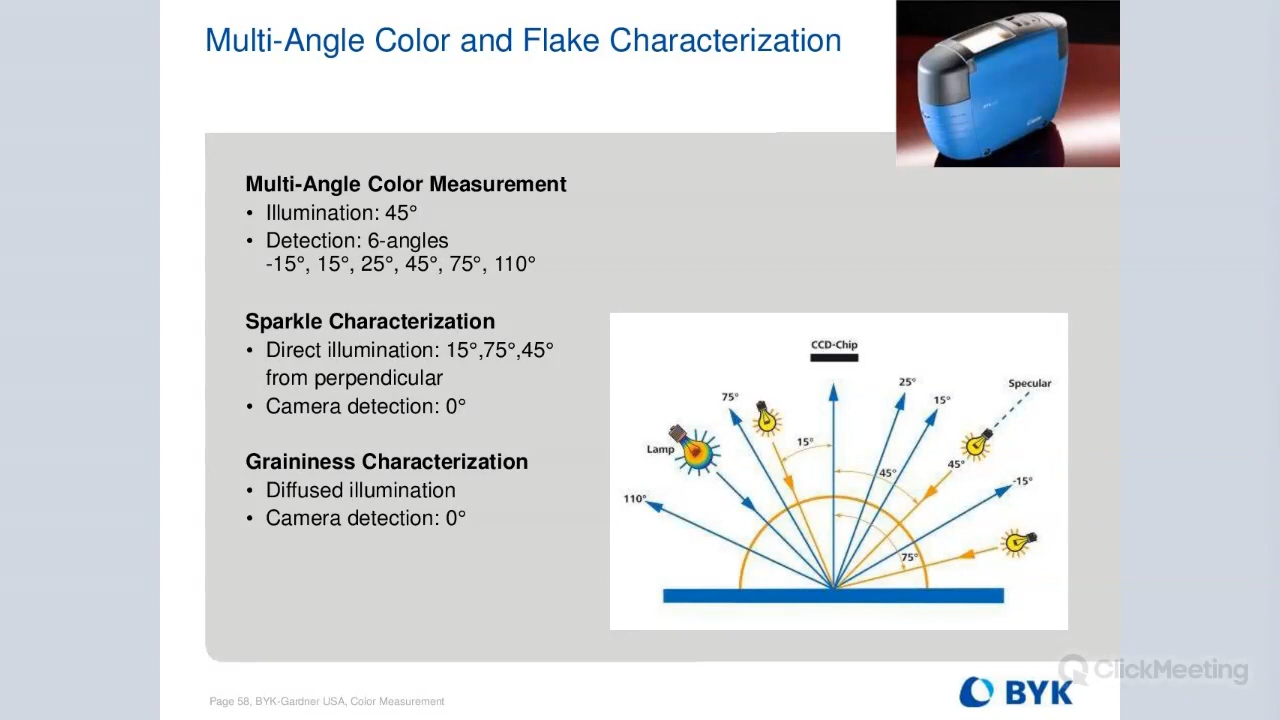 Multi-Angle Color and Flake Characterization
Multi-Angle Color Measurement
• Illumination: 45°
• Detection: 6-angles
-15°, 15°, 25°, 45°, 75°, 110°
Sparkle Characterization
• Direct illumination: 15°,75°,45°
from perpendicular
• Camera detection: 0°
Graininess Characterization
• Diffused illumination
• Camera detection: 0°
CCD-Chip
25°
Specular
75°
15°
15°
Lamp
45°
45°
-15°
110°
75°
ClickMeeting
Page 58, BYK-Gardner USA, Color Measurement
BYK